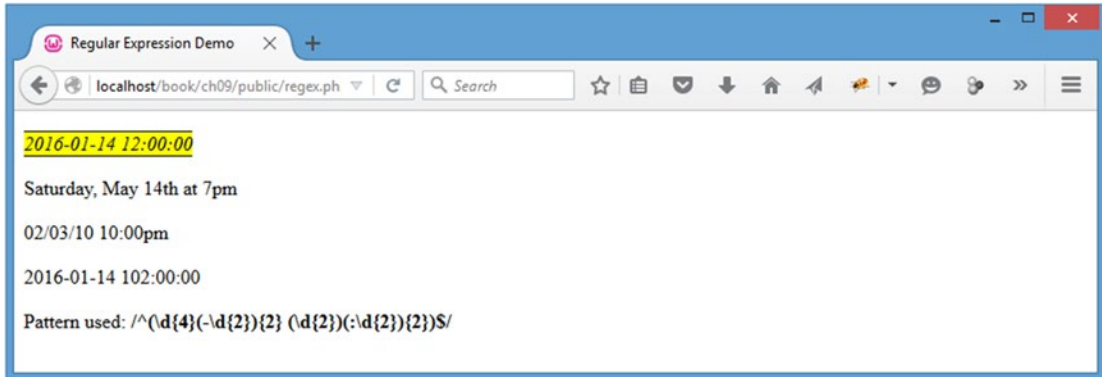 Regular Expression Demo
localhost/book/ch09/public/regex.ph
Search
2016-01-14 12:00:00
Saturday, May 14th at 7pm
02/03/10 10:00pm
2016-01-14 102:00:00
Pattern used: /^(\d{4}(-\d{2}){2} (\d{2})(:\d{2}){2})$/